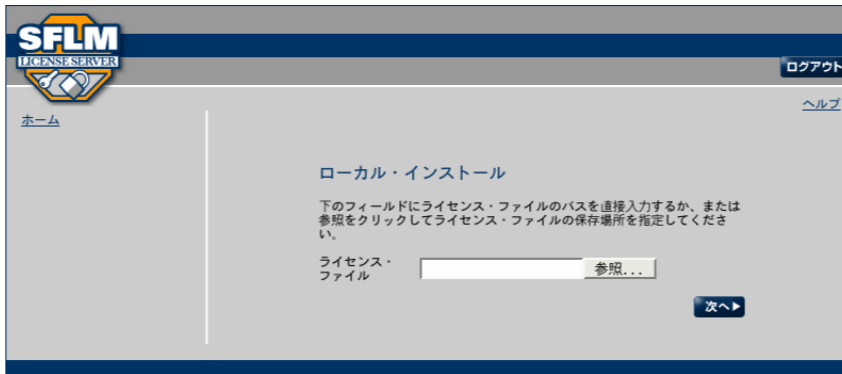 SFLM
LICENSE SERVER
ログアウト
ヘルプ
ホーム
ローカル・インストール
下のフィールドにライセンス・ファイルのパスを直接入力するか、または
参照をクリックしてライセンス・ファイルの保存場所を指定してくださ
い。
ライセンス・
ファイル
参照...
次へ